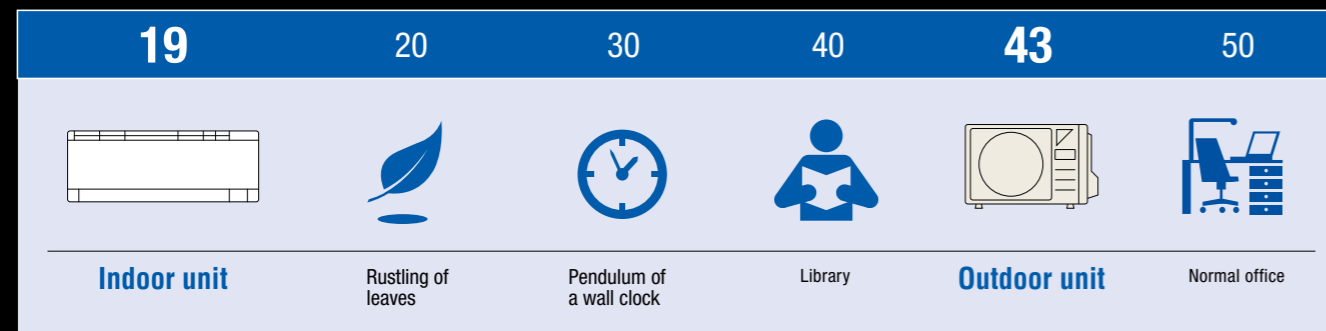 19 20 30 40 43 50
Indoor unit
Rustling of
leaves
Pendulum of
a wall clock
Library
Outdoor unit
Normal office